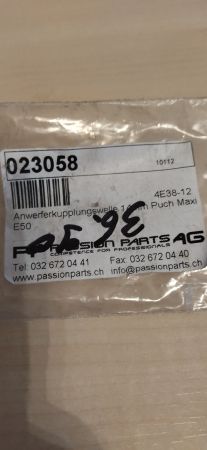 023058
10112
4E38-12
Anwerferkupplungswelle Puch Maxi
E50
36.50
PASSION PARTS AG
COMPETENCE FOR PROFESSIONALS
Tel 032 672 04 41 Fax 032 672 04 40
www.passionparts.ch info@passionparts.ch